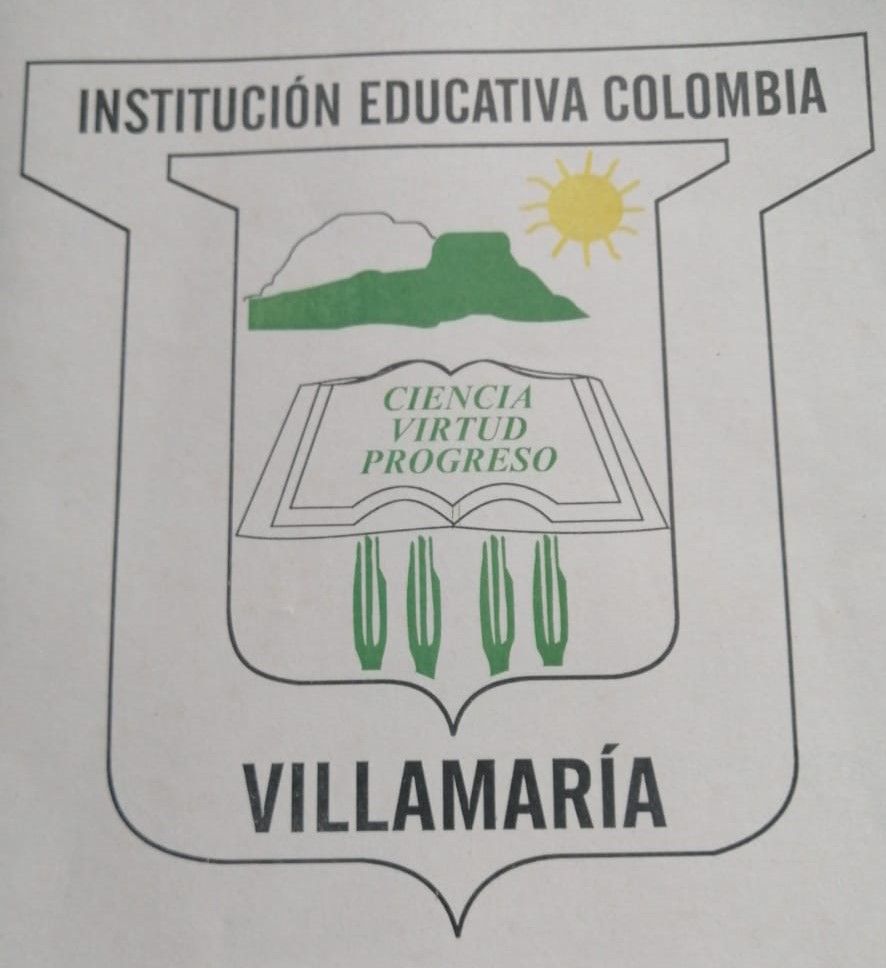 INSTITUCIÓN EDUCATIVA COLOMBIA
CIENCIA
VIRTUD
PROGRESO
VILLAMARÍA